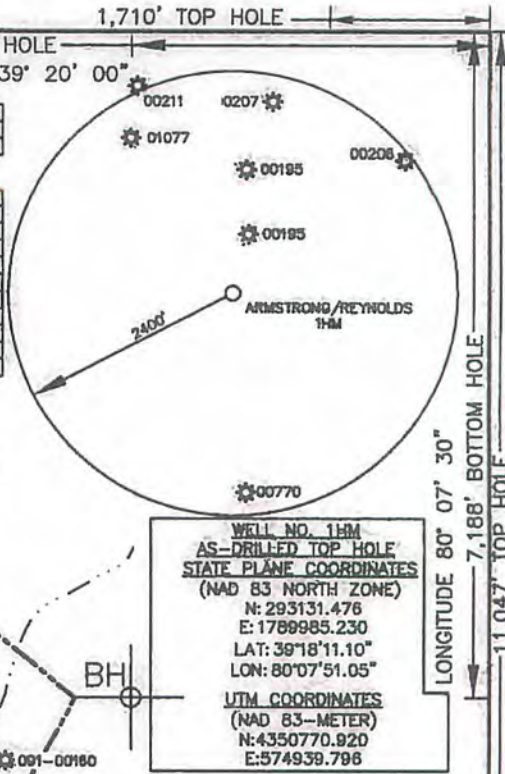 1,710' TOP HOLE
HOLE
39° 20' 00"
00211
00207
01077
00195
00195
ARMSTRONG/REYNOLDS
1HM
2400'
00770
LONGITUDE 80° 07' 30"
7,188' BOTTOM HOLE
11,047' TOP HOLE
WELL NO. 1HM
AS-DRILLED TOP HOLE
STATE PLANE COORDINATES
(NAD 83 NORTH ZONE)
N: 293131.476
E: 1789985.230
LAT: 39°18'11.10"
LON: 80°07'51.05"
UTM COORDINATES
(NAD 83-METER)
N:4350770.920
E:574939.796
BH
091-00160